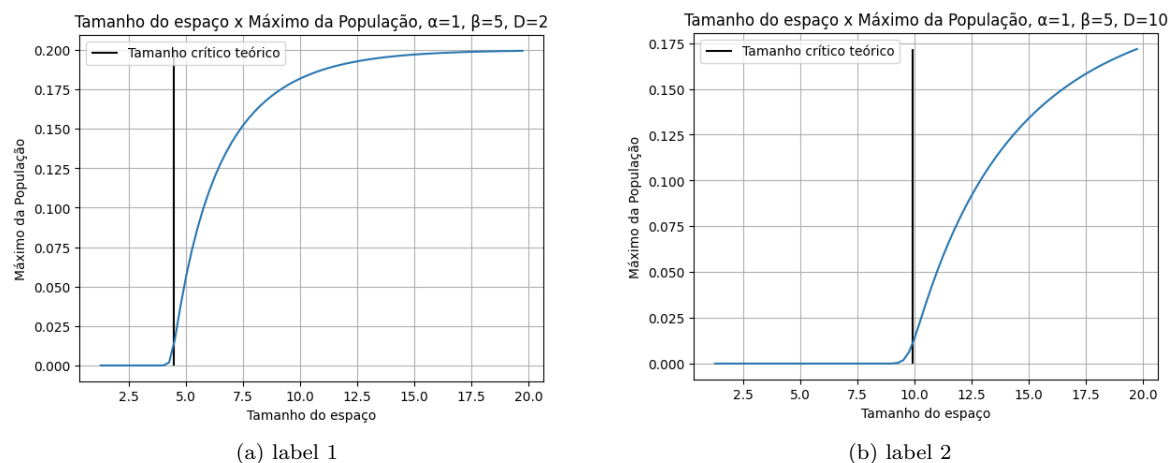 Tamanho do espaço x Máximo da População, α=1, β=5, D=2
Tamanho crítico teórico
0.200
0.175
0.150
0.125
0.100
0.075
0.050
0.025
0.000
Máximo da População
2.5 5.0 7.5 10.0 12.5 15.0 17.5 20.0
Tamanho do espaço
(a) label 1
Tamanho do espaço x Máximo da População, α=1, β=5, D=10
Tamanho crítico teórico
0.175
0.150
0.125
0.100
0.075
0.050
0.025
0.000
Máximo da População
2.5 5.0 7.5 10.0 12.5 15.0 17.5 20.0
Tamanho do espaço
(b) label 2